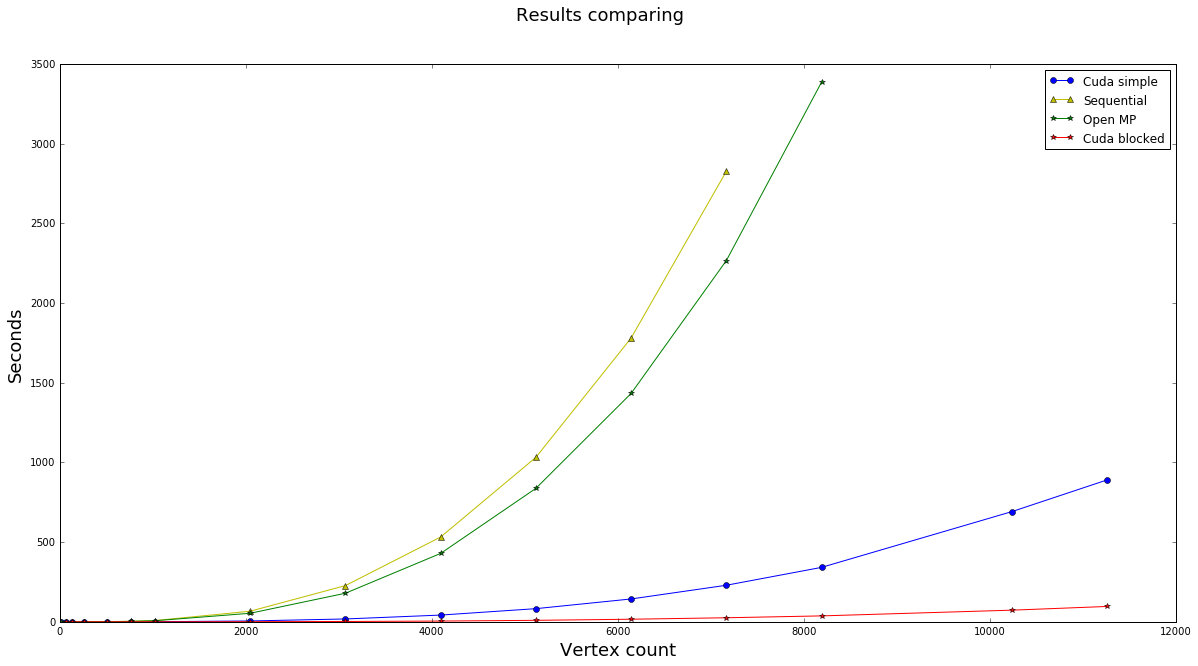 Results comparing
3500
3000
2500
2000
1500
1000
500
0
Seconds
Cuda simple
Sequential
Open MP
Cuda blocked
0 2000 4000 6000 8000 10000 12000
Vertex count